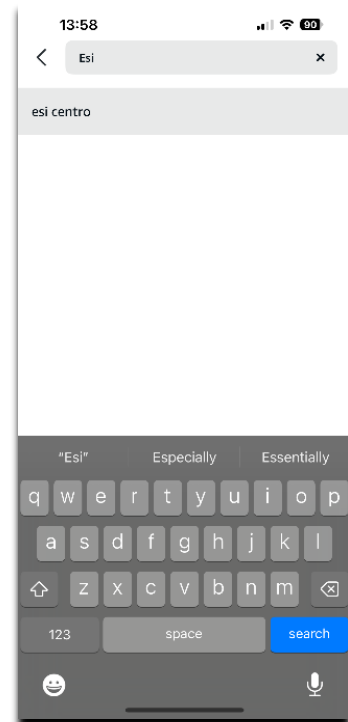 13:58 90
Esi
esi centro
"Esi" Especially Essentially
q w e r t y u i o p
a s d f g h j k l
z x c v b n m
123 space search